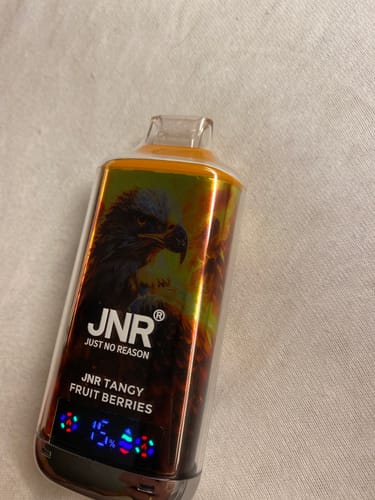 JNR®
JUST NO REASON
JNR TANGY
FRUIT BERRIES
15%